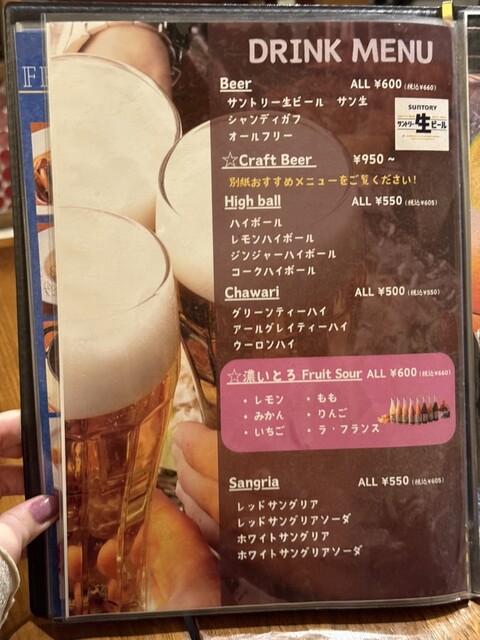 DRINK MENU
Beer ALL ¥600 (税込¥660)
サントリー生ビール サン生
シャンディガフ
オールフリー
SUNTORY
サントリー生ビール
☆Craft Beer ¥950 ~
別紙おすすめメニューをご覧ください!
High ball ALL ¥550 (税込¥605)
ハイボール
レモンハイボール
ジンジャーハイボール
コークハイボール
Chawari ALL ¥500 (税込¥550)
グリーンティーハイ
アールグレイティーハイ
ウーロンハイ
☆濃いとろ Fruit Sour ALL ¥600 (税込¥660)
・レモン ・もも
・みかん ・りんご
・いちご ・ラ・フランス
Sangria ALL ¥550 (税込¥605)
レッドサングリア
レッドサングリアソーダ
ホワイトサングリア
ホワイトサングリアソーダ